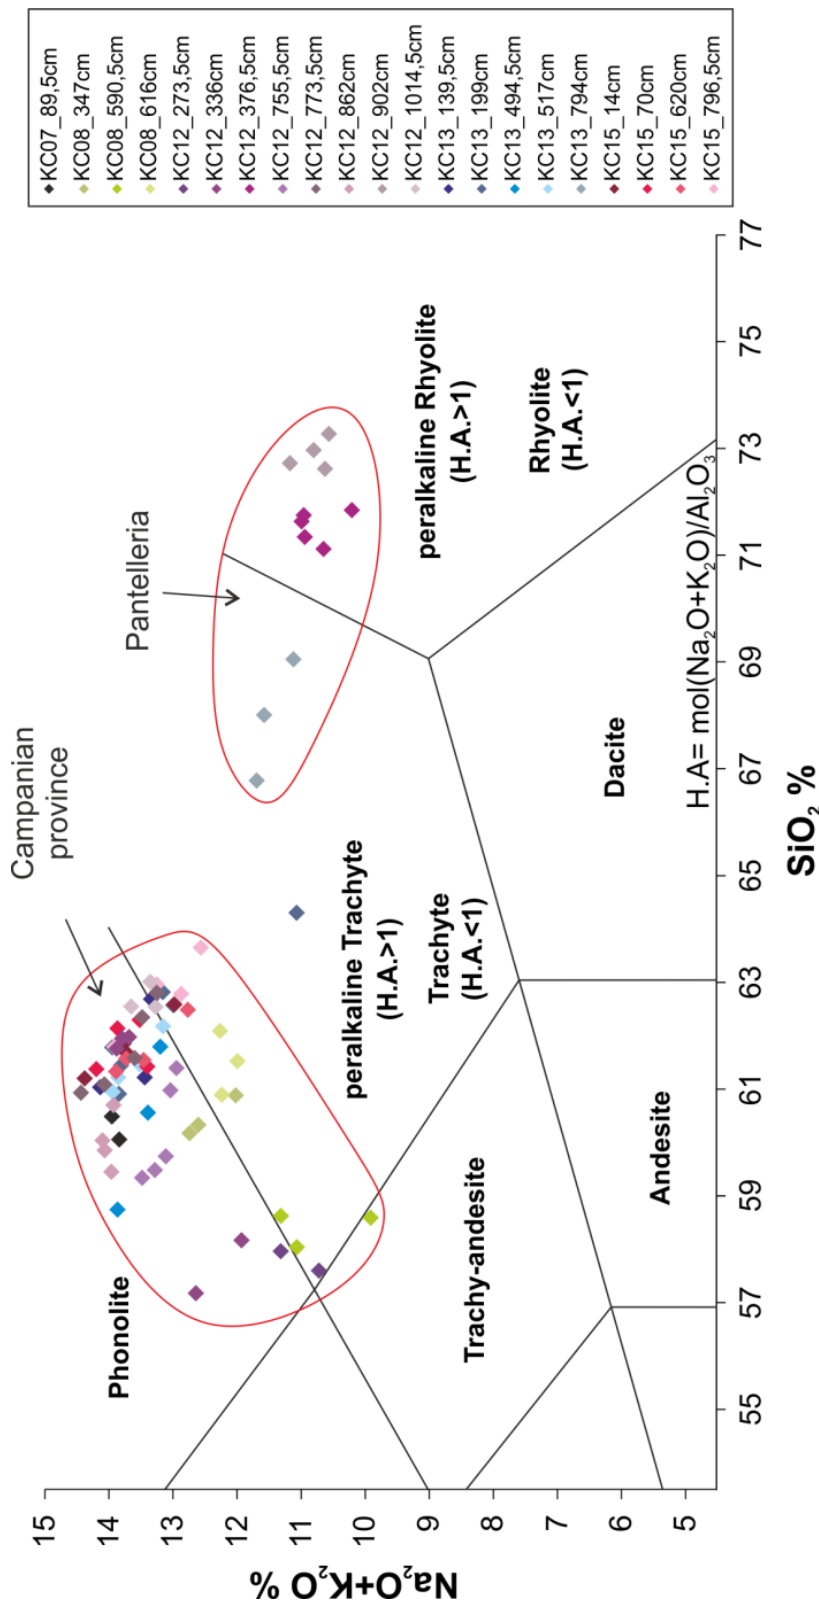 KC07_89,5cm
KC08_347cm
KC08_590,5cm
KC08_616cm
KC12_273,5cm
KC12_336cm
KC12_376,5cm
KC12_755,5cm
KC12_773,5cm
KC12_862cm
KC12_902cm
KC12_1014,5cm
KC13_139,5cm
KC13_199cm
KC13_494,5cm
KC13_517cm
KC13_794cm
KC15_14cm
KC15_70cm
KC15_620cm
KC15_796,5cm
Campanian
province
Pantelleria
Phonolite
peralkaline Trachyte
(H.A.>1)
Trachyte
(H.A.<1)
peralkaline Rhyolite
(H.A.>1)
Rhyolite
(H.A.<1)
Trachy-andesite
Andesite
Dacite
H.A= mol(Na₂O+K₂O)/Al₂O₃
Na₂O+K₂O %
15
14
13
12
11
10
9
8
7
6
5
55
57
59
61
63
65
67
69
71
73
75
77
SiO₂ %